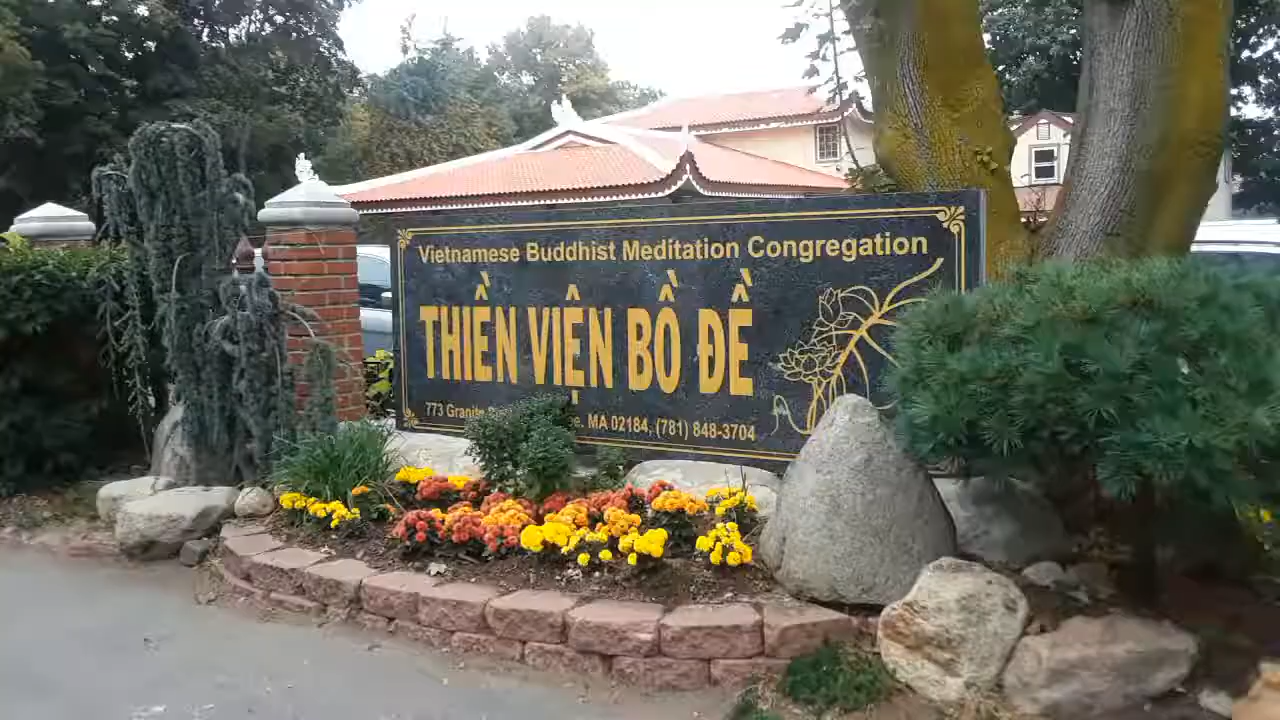 Vietnamese Buddhist Meditation Congregation
THIỀN VIỆN BỒ ĐỀ
773 Granite MA 02184, (781) 848-3704